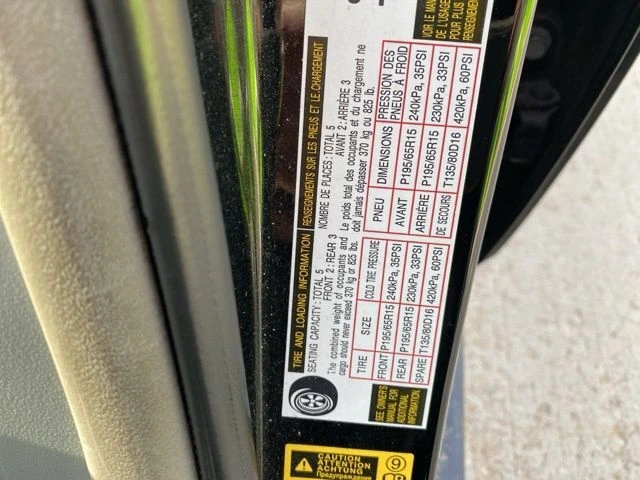 TIRE AND LOADING INFORMATION
SEATING CAPACITY: TOTAL 5
FRONT 2: REAR 3
The combined weight of occupants and
cargo should never exceed 370 kg or 825 lbs.
TIRE SIZE COLD TIRE PRESSURE
FRONT P195/65R15 240kPa, 35PSI
REAR P195/65R15 230kPa, 33PSI
SPARE T135/80D16 420kPa, 60PSI
SEE OWNER'S
MANUAL FOR
ADDITIONAL
INFORMATION.
RENSEIGNEMENTS SUR LES PNEUS ET LE CHARGEMENT
NOMBRE DE PLACES: TOTAL 5
AVANT 2: ARRIÈRE 3
Le poids total des occupants et du chargement ne
doit jamais dépasser 370 kg ou 825 lb.
PNEU DIMENSIONS PRESSION DES
PNEUS À FROID
AVANT P195/65R15 240kPa, 35PSI
ARRIÈRE P195/65R15 230kPa, 33PSI
DE SECOURS T135/80D16 420kPa, 60PSI
VOIR LE
DE L'USAGER
POUR PLUS
RENSEIGNEMENTS
CAUTION
ATTENTION
ACHTUNG
Предупреждение
9